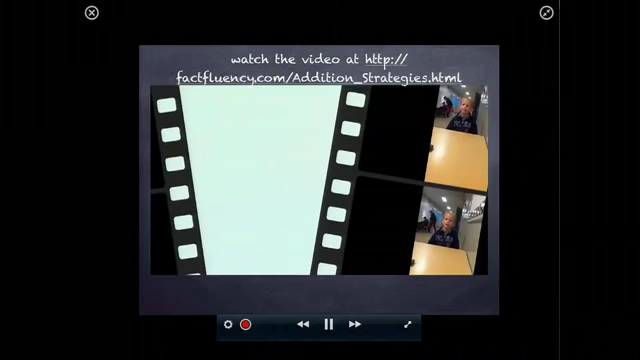 watch the video at http://
factfluency.com/Addition_Strategies.html